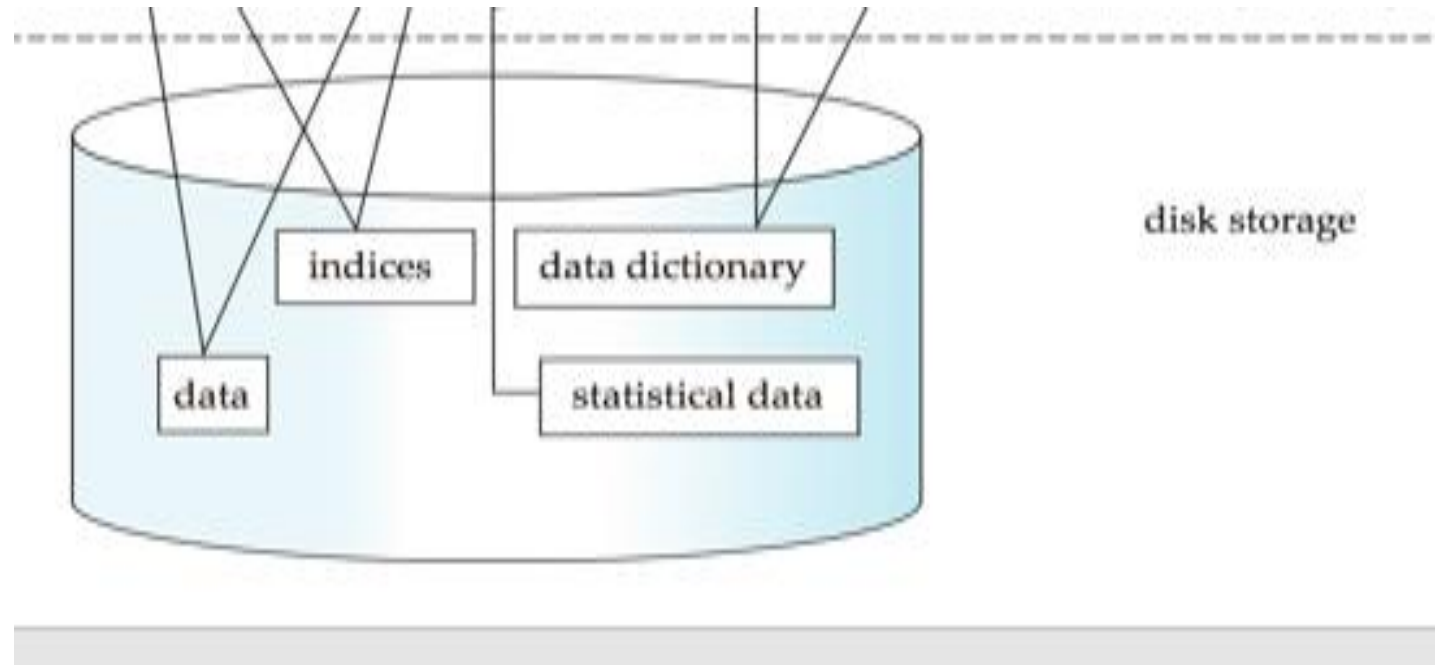 disk storage
indices
data dictionary
data
statistical data